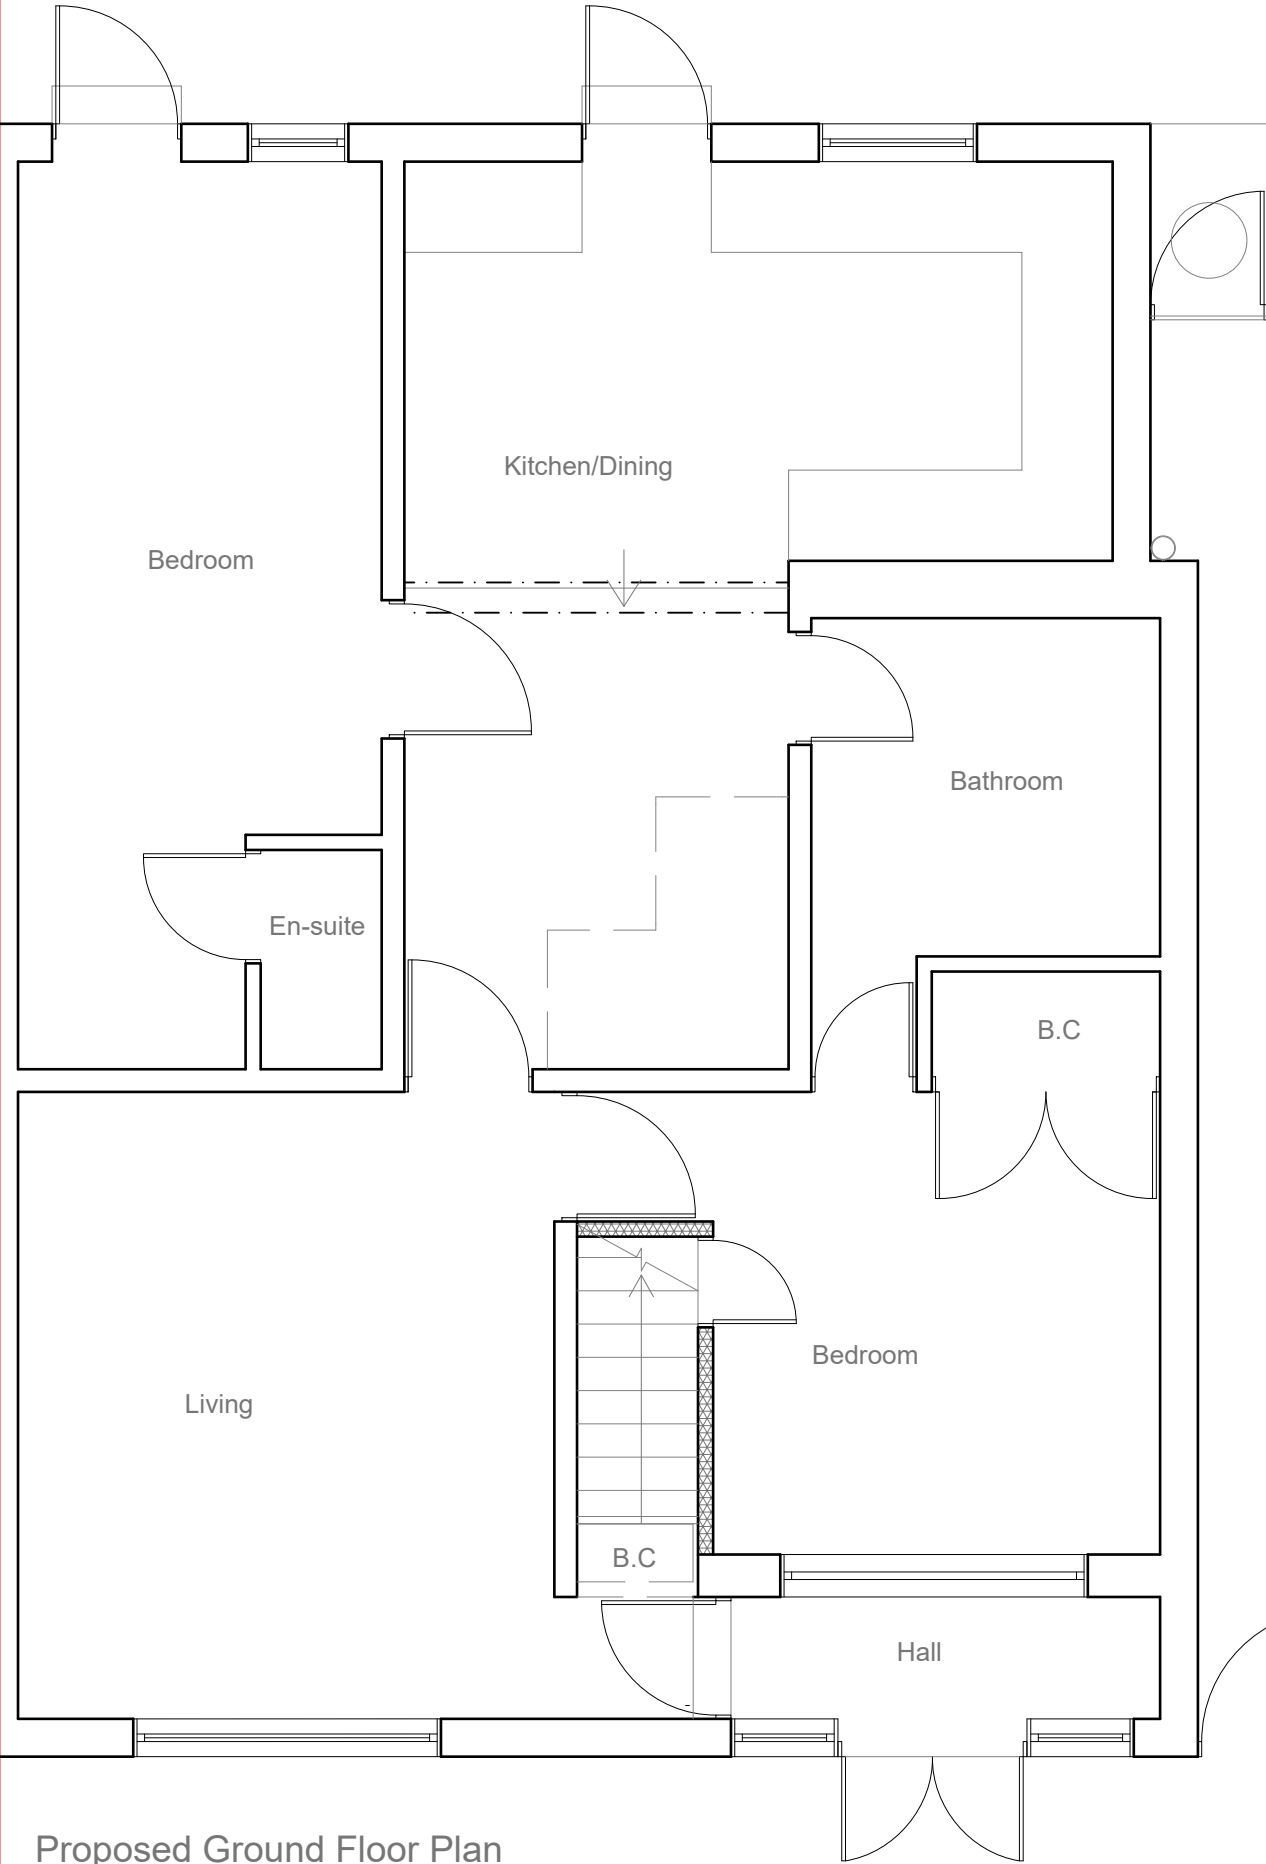 Kitchen/Dining
Bedroom
Bathroom
En-suite
B.C
Bedroom
Living
B.C
Hall
Proposed Ground Floor Plan